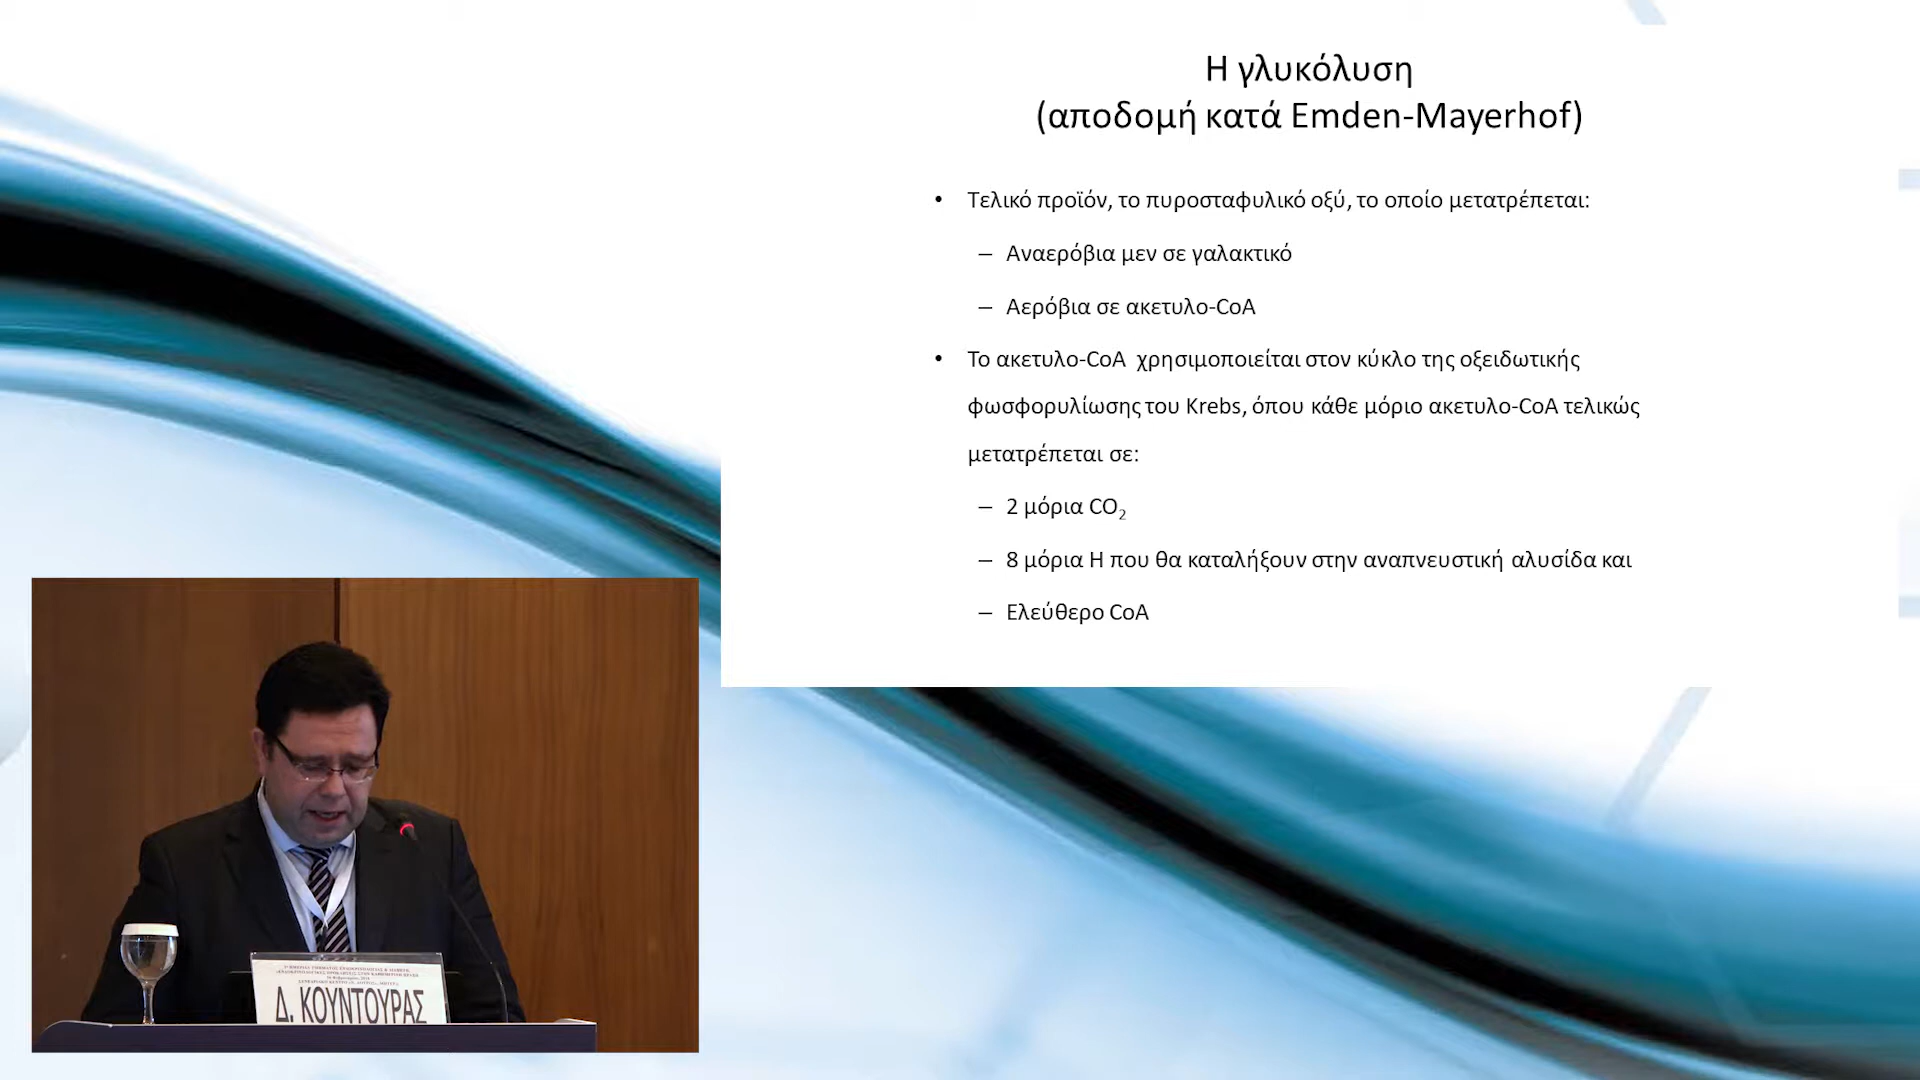 Η γλυκόλυση
(αποδομή κατά Emden-Mayerhof)
• Τελικό προϊόν, το πυροσταφυλικό οξύ, το οποίο μετατρέπεται:
– Αναερόβια μεν σε γαλακτικό
– Αερόβια σε ακετυλο-CoA
• Το ακετυλο-CoA χρησιμοποιείται στον κύκλο της οξειδωτικής
φωσφορυλίωσης του Krebs, όπου κάθε μόριο ακετυλο-CoA τελικώς
μετατρέπεται σε:
– 2 μόρια CO₂
– 8 μόρια Η που θα καταλήξουν στην αναπνευστική αλυσίδα και
– Ελεύθερο CoA
Δ. ΚΟΥΝΤΟΥΡΑΣ